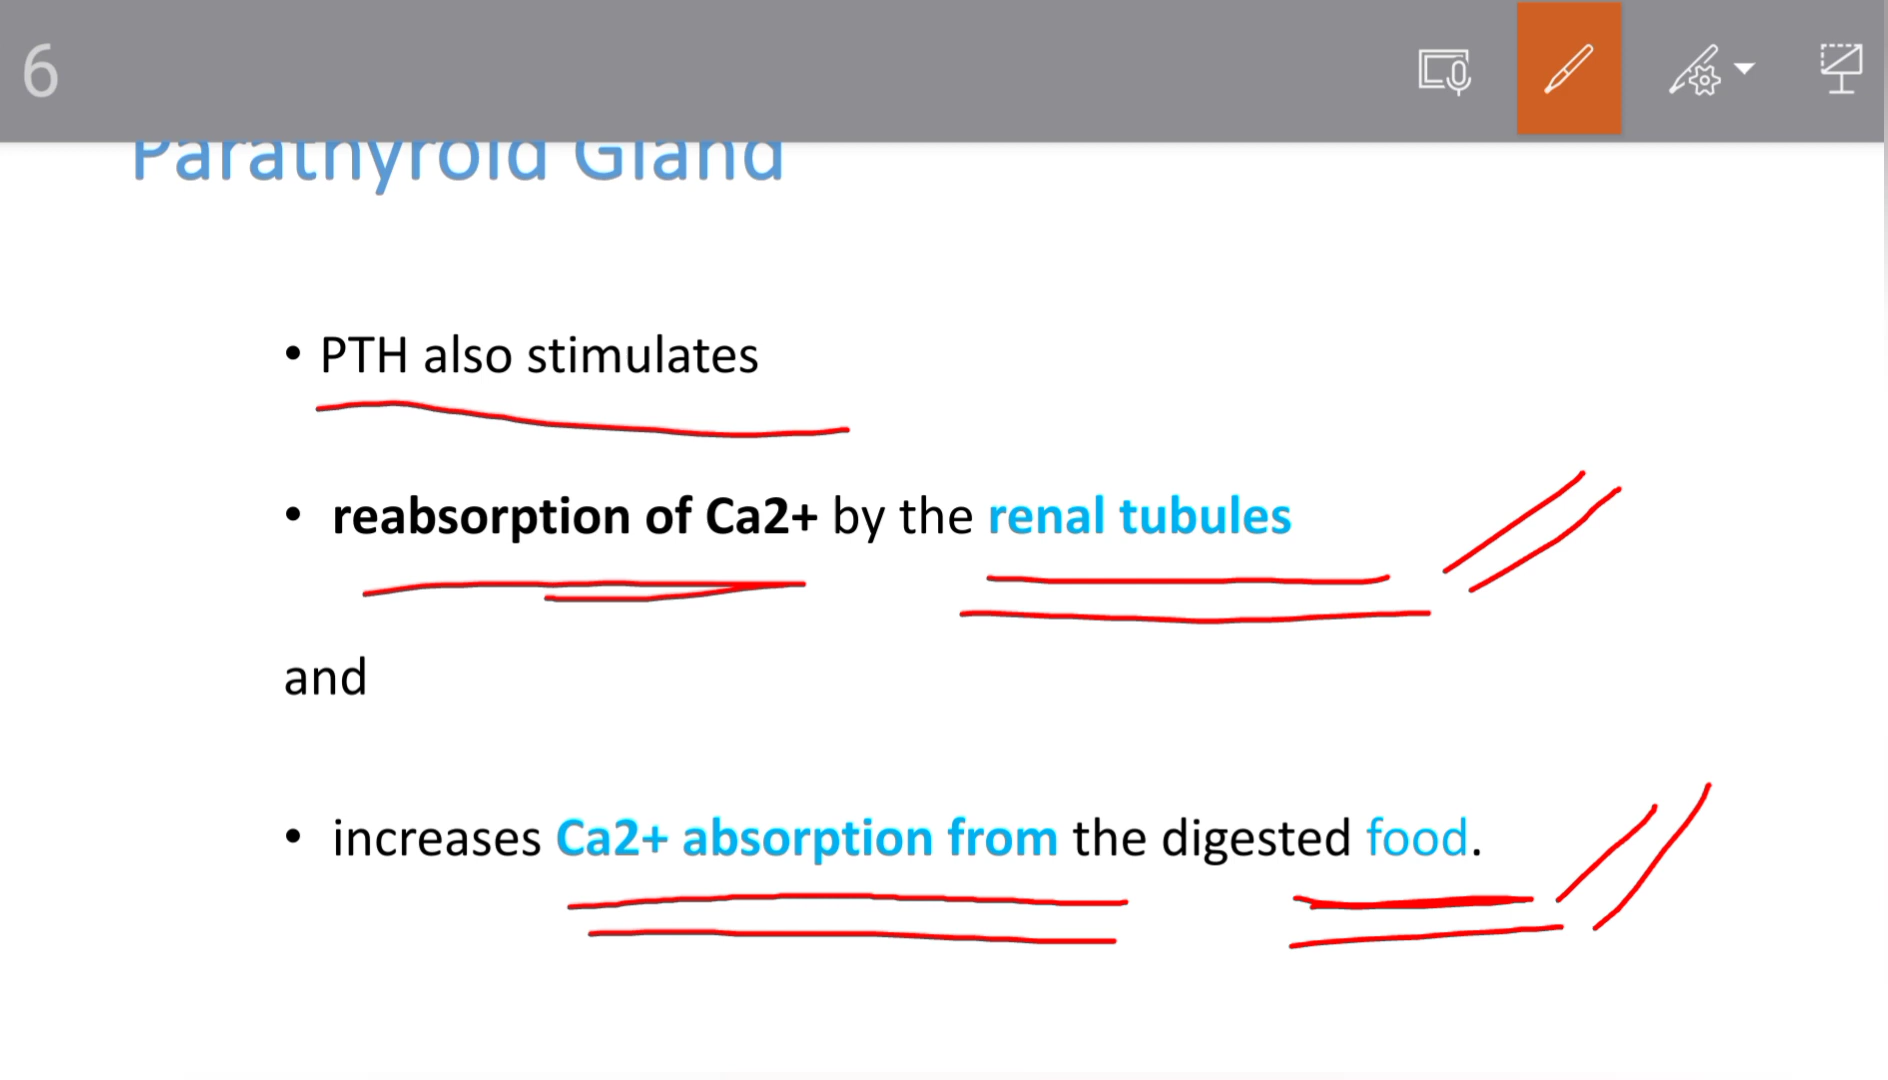 6
Parathyroid Gland
• PTH also stimulates
• reabsorption of Ca2+ by the renal tubules
and
• increases Ca2+ absorption from the digested food.